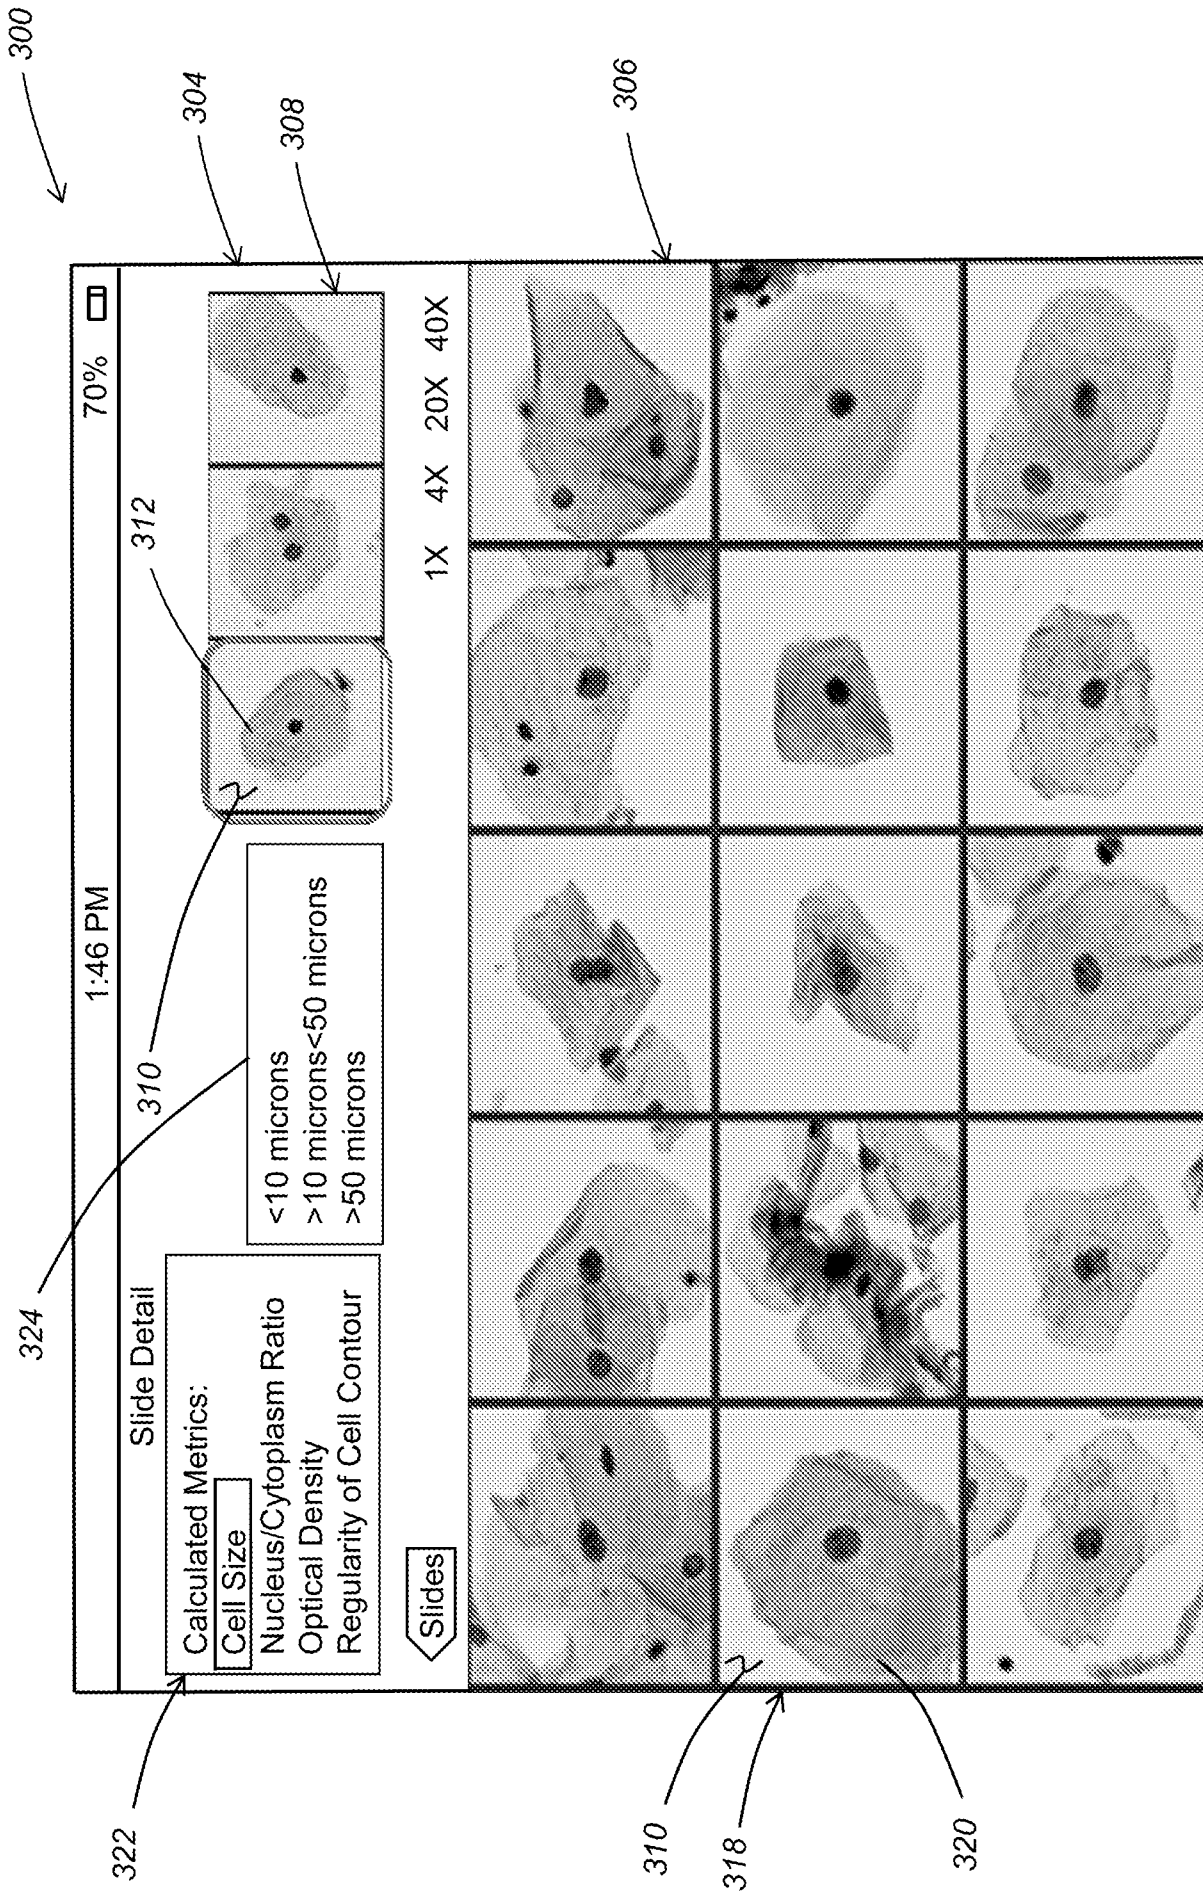 300
304
308
1:46 PM
70%
312
310
324
Slide Detail
322
Calculated Metrics:
Cell Size
Nucleus/Cytoplasm Ratio
Optical Density
Regularity of Cell Contour
<10 microns
>10 microns<50 microns
>50 microns
Slides
1X 4X 20X 40X
306
310
318
320